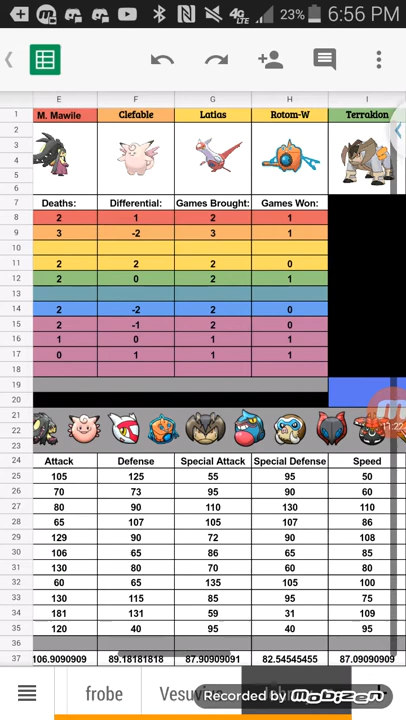 4G 23% 6:56 PM
E F G H I
1 M. Mawile Clefable Latias Rotom-W Terrakion
2
3
4
5
6
7 Deaths: Differential: Games Brought: Games Won:
8 2 1 2 1
9 3 -2 3 1
10
11 2 2 2 0
12 2 0 2 1
13
14 2 -2 2 0
15 2 -1 2 0
16 1 0 1 1
17 0 1 1 1
18
19
20
21
22
23
24 Attack Defense Special Attack Special Defense Speed
25 105 125 55 95 50
26 70 73 95 90 60
27 80 90 110 130 110
28 65 107 105 107 86
29 129 90 72 90 108
30 106 65 86 65 85
31 130 80 70 60 80
32 60 65 135 105 100
33 130 115 85 95 75
34 181 131 59 31 109
35 120 40 95 40 95
36
37 106.9090909 89.18181818 87.90909091 82.54545455 87.09090909
frobe Vesuvi
Recorded by Mobizen